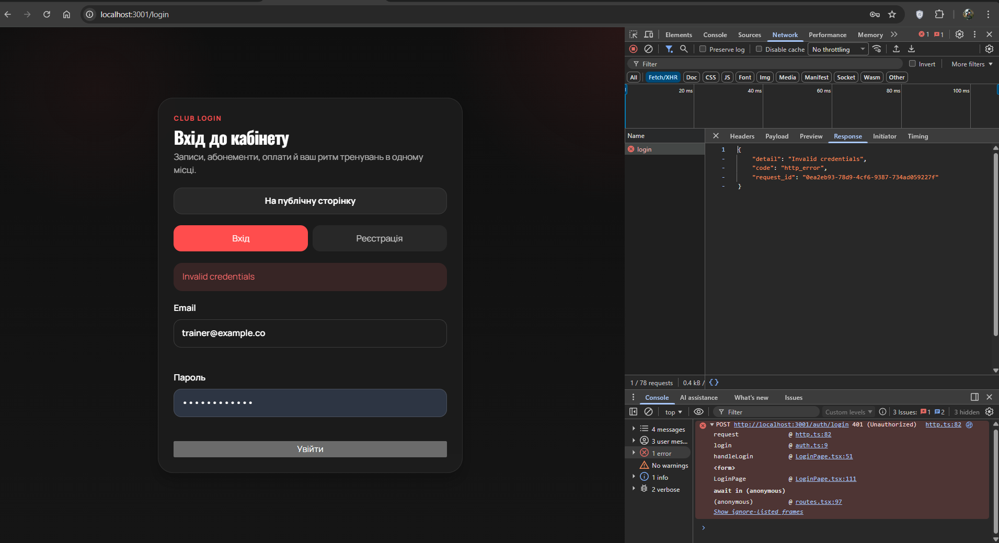 localhost:3001/login
CLUB LOGIN
Вхід до кабінету
Записи, абонементи, оплати й ваш ритм тренувань в одному
місці.
На публічну сторінку
Вхід
Реєстрація
Invalid credentials
Email
trainer@example.co
Пароль
Увійти
Elements
Console
Sources
Network
Performance
Memory
1
1
Preserve log
Disable cache
No throttling
Filter
Invert
More filters
All
Fetch/XHR
Doc
CSS
JS
Font
Img
Media
Manifest
Socket
Wasm
Other
20 ms
40 ms
60 ms
80 ms
100 ms
Name
Headers
Payload
Preview
Response
Initiator
Timing
login
1 {
- "detail": "Invalid credentials",
- "code": "http_error",
- "request_id": "0ea2eb93-78d9-4cf6-9387-734ad059227f"
- }
1 / 78 requests
0.4 kB /
{}
Console
AI assistance
What's new
Issues
top
Filter
Custom levels
3 Issues:
1
2
3 hidden
4 messages
3 user mes...
1 error
No warnings
1 info
2 verbose
POST http://localhost:3001/auth/login 401 (Unauthorized)
http.ts:82
request @ http.ts:82
login @ auth.ts:9
handleLogin @ LoginPage.tsx:51
<form>
LoginPage @ LoginPage.tsx:111
await in (anonymous)
(anonymous) @ routes.tsx:97
Show ignore-listed frames